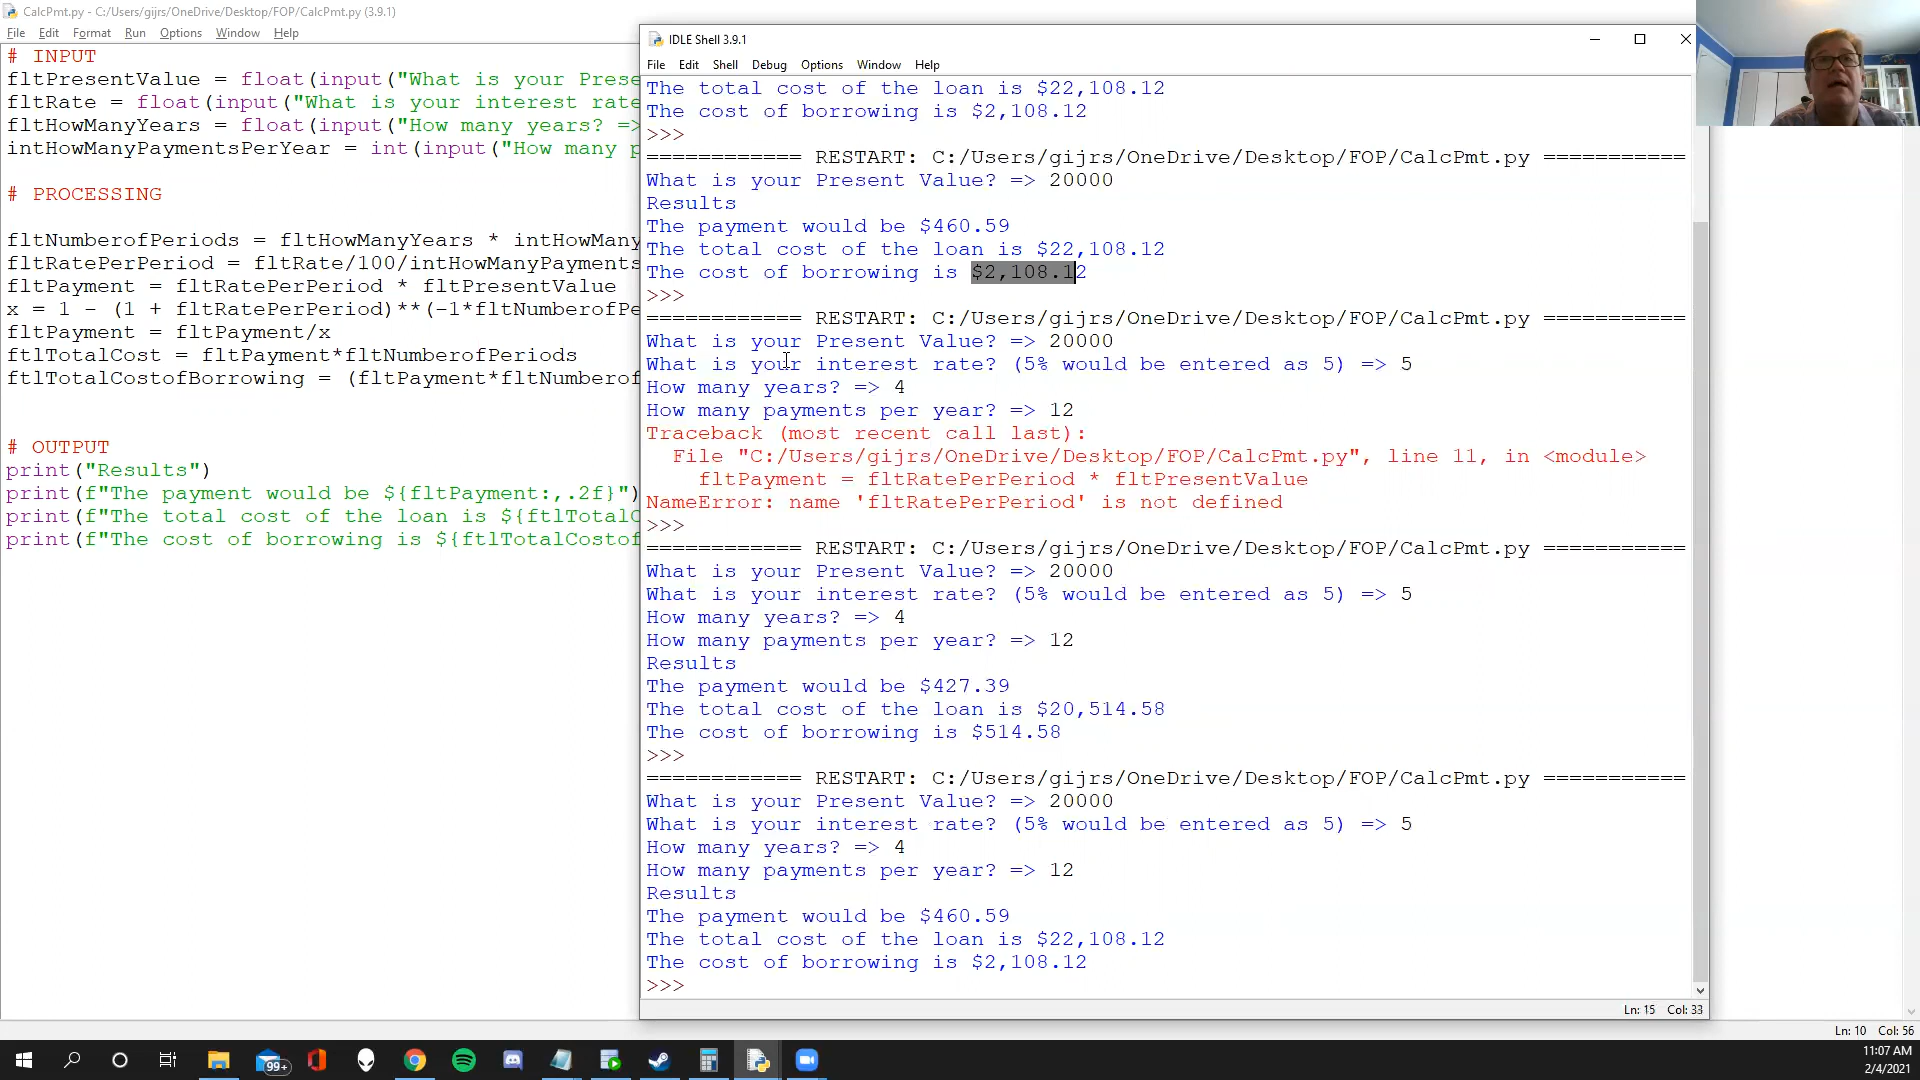 CalcPmt.py - C:/Users/gijrs/OneDrive/Desktop/FOP/CalcPmt.py (3.9.1)
File Edit Format Run Options Window Help
# INPUT
fltPresentValue = float(input("What is your Prese
fltRate = float(input("What is your interest rate
fltHowManyYears = float(input("How many years? =>
intHowManyPaymentsPerYear = int(input("How many p
# PROCESSING
fltNumberofPeriods = fltHowManyYears * intHowMany
fltRatePerPeriod = fltRate/100/intHowManyPayments
fltPayment = fltRatePerPeriod * fltPresentValue
x = 1 - (1 + fltRatePerPeriod)**(-1*fltNumberofPe
fltPayment = fltPayment/x
ftlTotalCost = fltPayment*fltNumberofPeriods
ftlTotalCostofBorrowing = (fltPayment*fltNumberof
# OUTPUT
print("Results")
print(f"The payment would be ${fltPayment:,.2f}")
print(f"The total cost of the loan is ${ftlTotalC
print(f"The cost of borrowing is ${ftlTotalCostof
IDLE Shell 3.9.1
File Edit Shell Debug Options Window Help
The total cost of the loan is $22,108.12
The cost of borrowing is $2,108.12
>>>
============ RESTART: C:/Users/gijrs/OneDrive/Desktop/FOP/CalcPmt.py ===========
What is your Present Value? => 20000
Results
The payment would be $460.59
The total cost of the loan is $22,108.12
The cost of borrowing is $2,108.12
>>>
============ RESTART: C:/Users/gijrs/OneDrive/Desktop/FOP/CalcPmt.py ===========
What is your Present Value? => 20000
What is your interest rate? (5% would be entered as 5) => 5
How many years? => 4
How many payments per year? => 12
Traceback (most recent call last):
File "C:/Users/gijrs/OneDrive/Desktop/FOP/CalcPmt.py", line 11, in <module>
fltPayment = fltRatePerPeriod * fltPresentValue
NameError: name 'fltRatePerPeriod' is not defined
>>>
============ RESTART: C:/Users/gijrs/OneDrive/Desktop/FOP/CalcPmt.py ===========
What is your Present Value? => 20000
What is your interest rate? (5% would be entered as 5) => 5
How many years? => 4
How many payments per year? => 12
Results
The payment would be $427.39
The total cost of the loan is $20,514.58
The cost of borrowing is $514.58
>>>
============ RESTART: C:/Users/gijrs/OneDrive/Desktop/FOP/CalcPmt.py ===========
What is your Present Value? => 20000
What is your interest rate? (5% would be entered as 5) => 5
How many years? => 4
How many payments per year? => 12
Results
The payment would be $460.59
The total cost of the loan is $22,108.12
The cost of borrowing is $2,108.12
>>>
Ln: 15 Col: 33
Ln: 10 Col: 56
99+
11:07 AM
2/4/2021